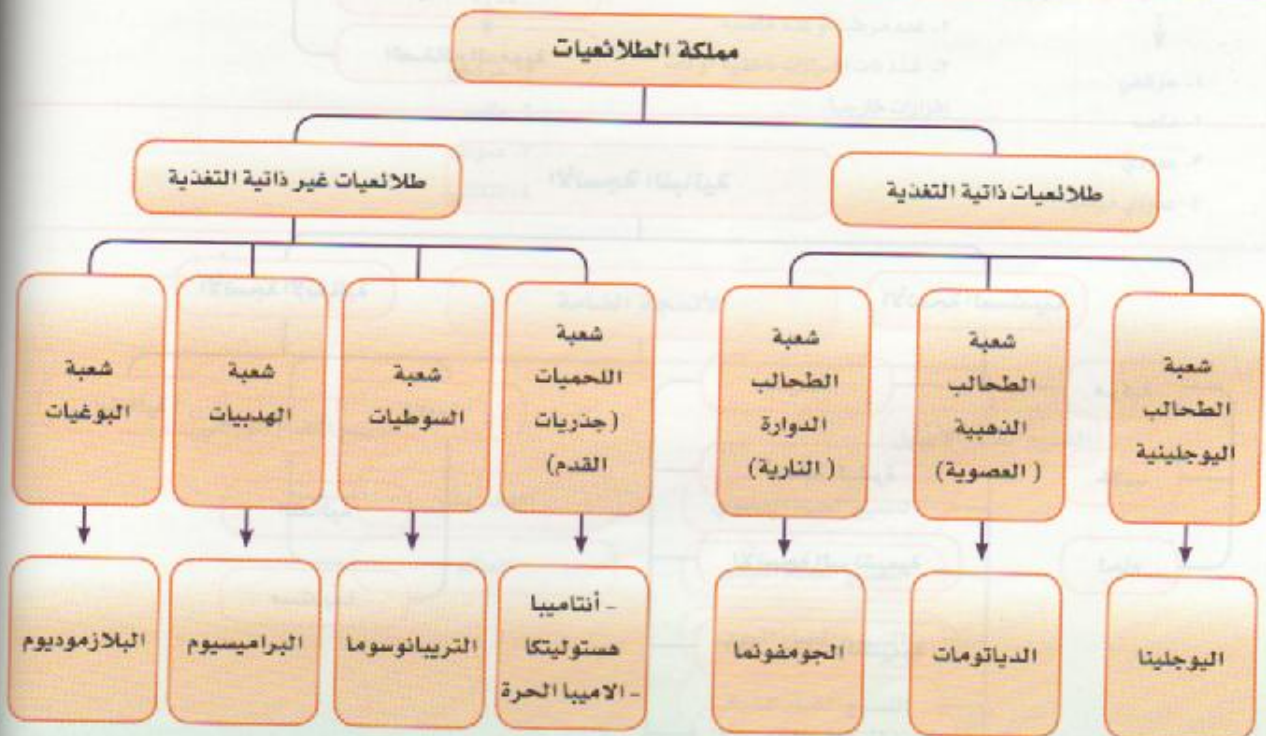 مملكة الطلائعيات
طلائعيات ذاتية التغذية
طلائعيات غير ذاتية التغذية
شعبة
الطحالب
اليوجلينية
شعبة
الطحالب
الذهبية
(العصوية)
شعبة
الطحالب
الدوارة
(النارية)
شعبة
اللحميات
(جذريات
القدم)
شعبة
السوطيات
شعبة
الهدبيات
شعبة
البوغيات
اليوجلينا
الدياتومات
الجومفونما
- أنتاميبا
هستوليتكا
- الاميبا الحرة
التريبانوسوما
البراميسيوم
البلازموديوم